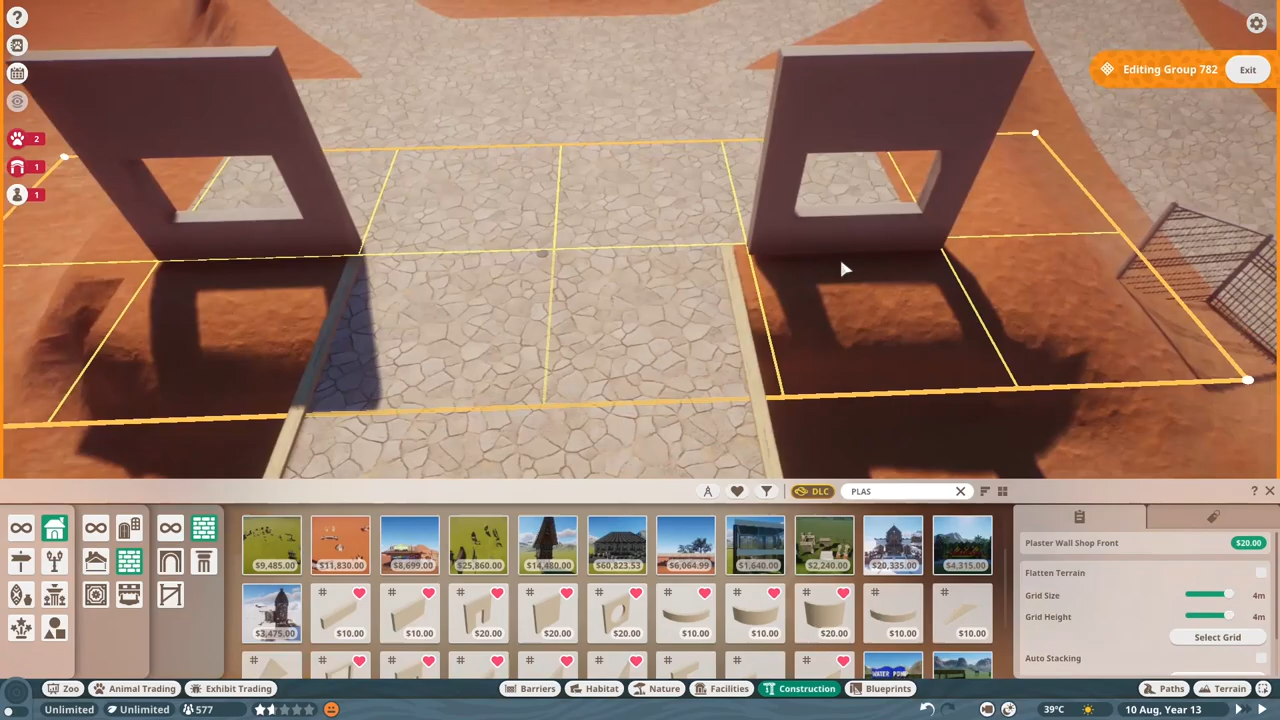 ?
Editing Group 782
Exit
2
1
1
DLC
PLAS
?
$9,485.00
$11,830.00
$8,699.00
$25,860.00
$14,480.00
$60,823.53
$6,064.99
$1,640.00
$2,240.00
$20,335.00
$4,315.00
$3,475.00
$10.00
$10.00
$20.00
$20.00
$20.00
$10.00
$10.00
$20.00
$10.00
$10.00
Plaster Wall Shop Front
$20.00
Flatten Terrain
Grid Size
4m
Grid Height
4m
Select Grid
Auto Stacking
Zoo
Animal Trading
Exhibit Trading
Barriers
Habitat
Nature
Facilities
Construction
Blueprints
Paths
Terrain
Unlimited
Unlimited
577
39°C
10 Aug, Year 13